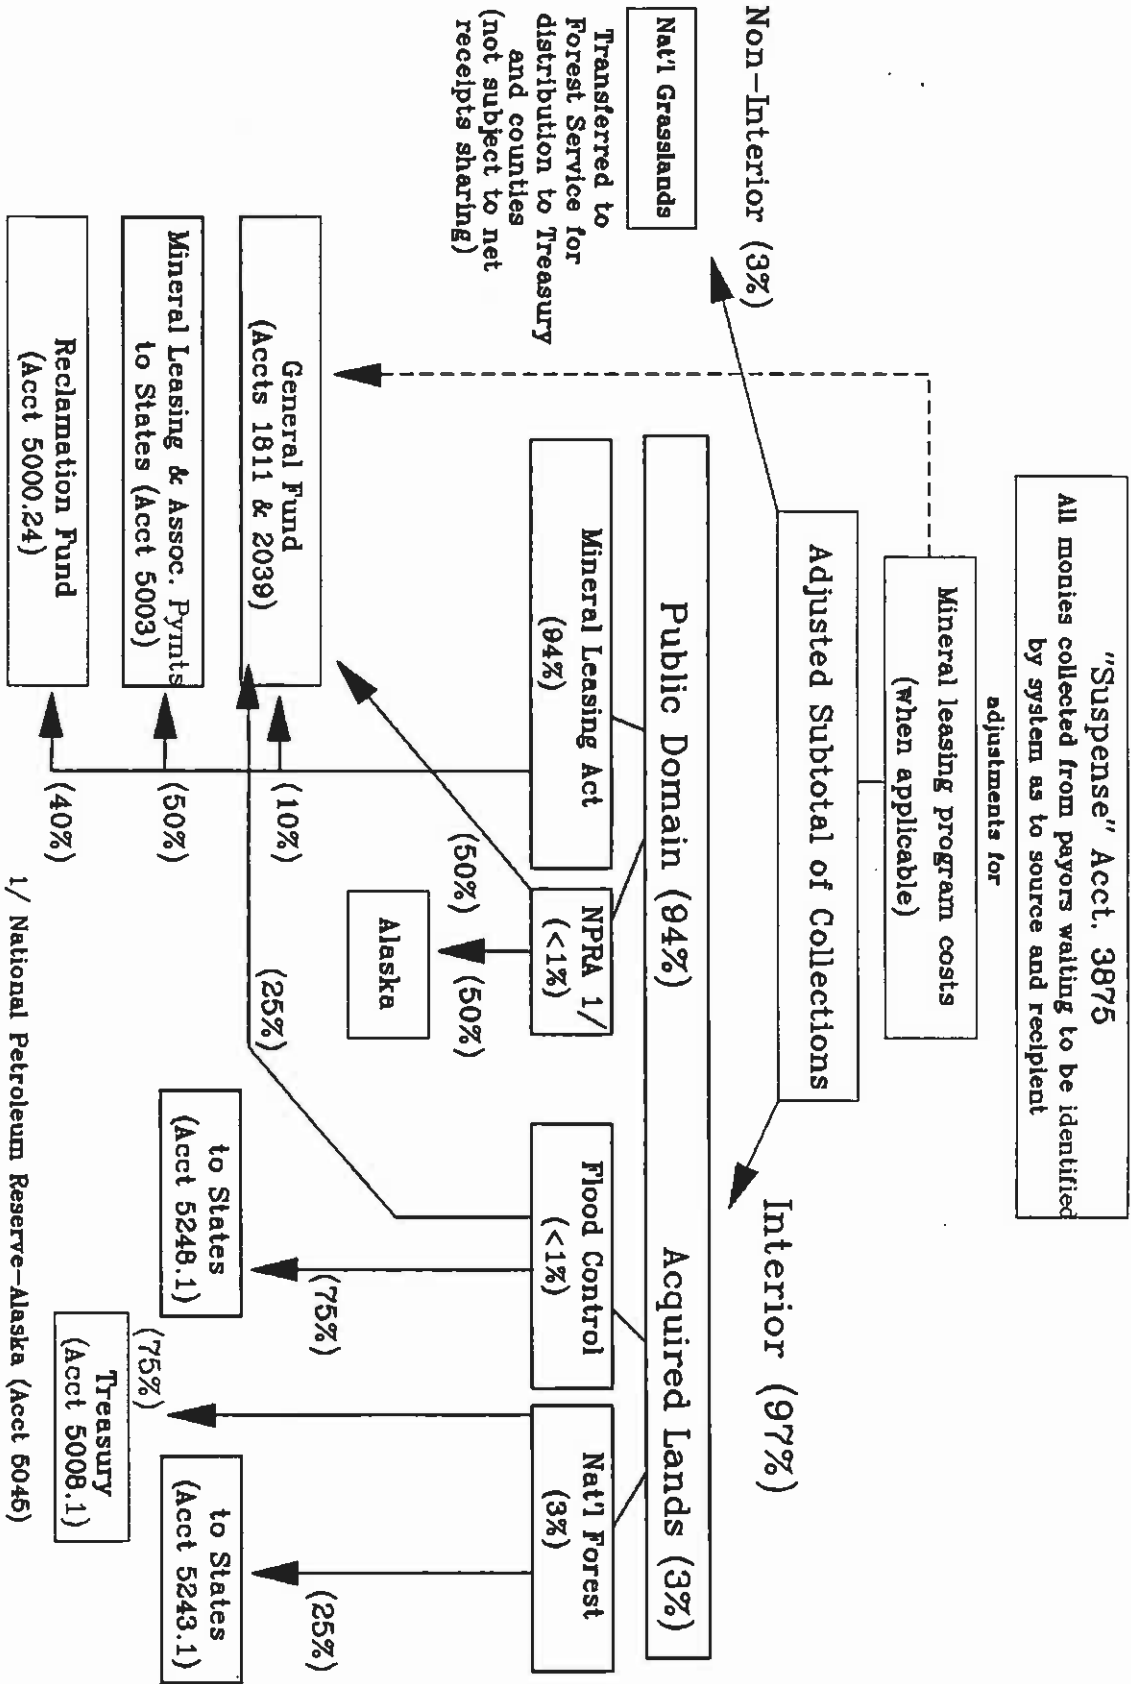 "Suspense" Acct. 3875
All monies collected from payors waiting to be identified
by system as to source and recipient
adjustments for
Mineral leasing program costs
(when applicable)
Adjusted Subtotal of Collections
Non-Interior (3%)
Interior (97%)
Nat'l Grasslands
Transferred to
Forest Service for
distribution to Treasury
and counties
(not subject to net
receipts sharing)
Public Domain (94%)
Acquired Lands (3%)
Mineral Leasing Act
(94%)
NPRA 1/
(<1%)
Flood Control
(<1%)
Nat'l Forest
(3%)
(50%)
(50%)
Alaska
General Fund
(Accts 1811 & 2039)
(10%)
(25%)
(75%)
(25%)
Mineral Leasing & Assoc. Pymts
to States (Acct 5003)
(50%)
to States
(Acct 5248.1)
(75%)
to States
(Acct 5243.1)
Reclamation Fund
(Acct 5000.24)
(40%)
Treasury
(Acct 5008.1)
1/ National Petroleum Reserve-Alaska (Acct 5045)